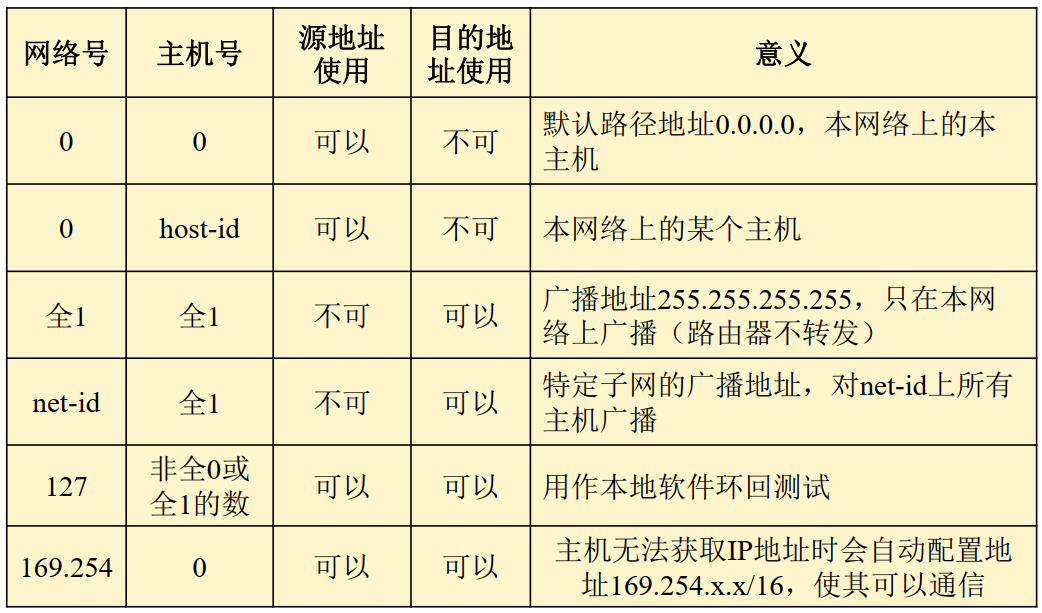 网络号 主机号 源地址 目的地 意义
使用 址使用
0 0 可以 不可 默认路径地址0.0.0.0，本网络上的本
主机
0 host-id 可以 不可 本网络上的某个主机
全1 全1 不可 可以 广播地址255.255.255.255，只在本网
络上广播（路由器不转发）
net-id 全1 不可 可以 特定子网的广播地址，对net-id上所有
主机广播
127 非全0或 可以 可以 用作本地软件环回测试
全1的数
169.254 0 可以 可以 主机无法获取IP地址时会自动配置地
址169.254.x.x/16，使其可以通信